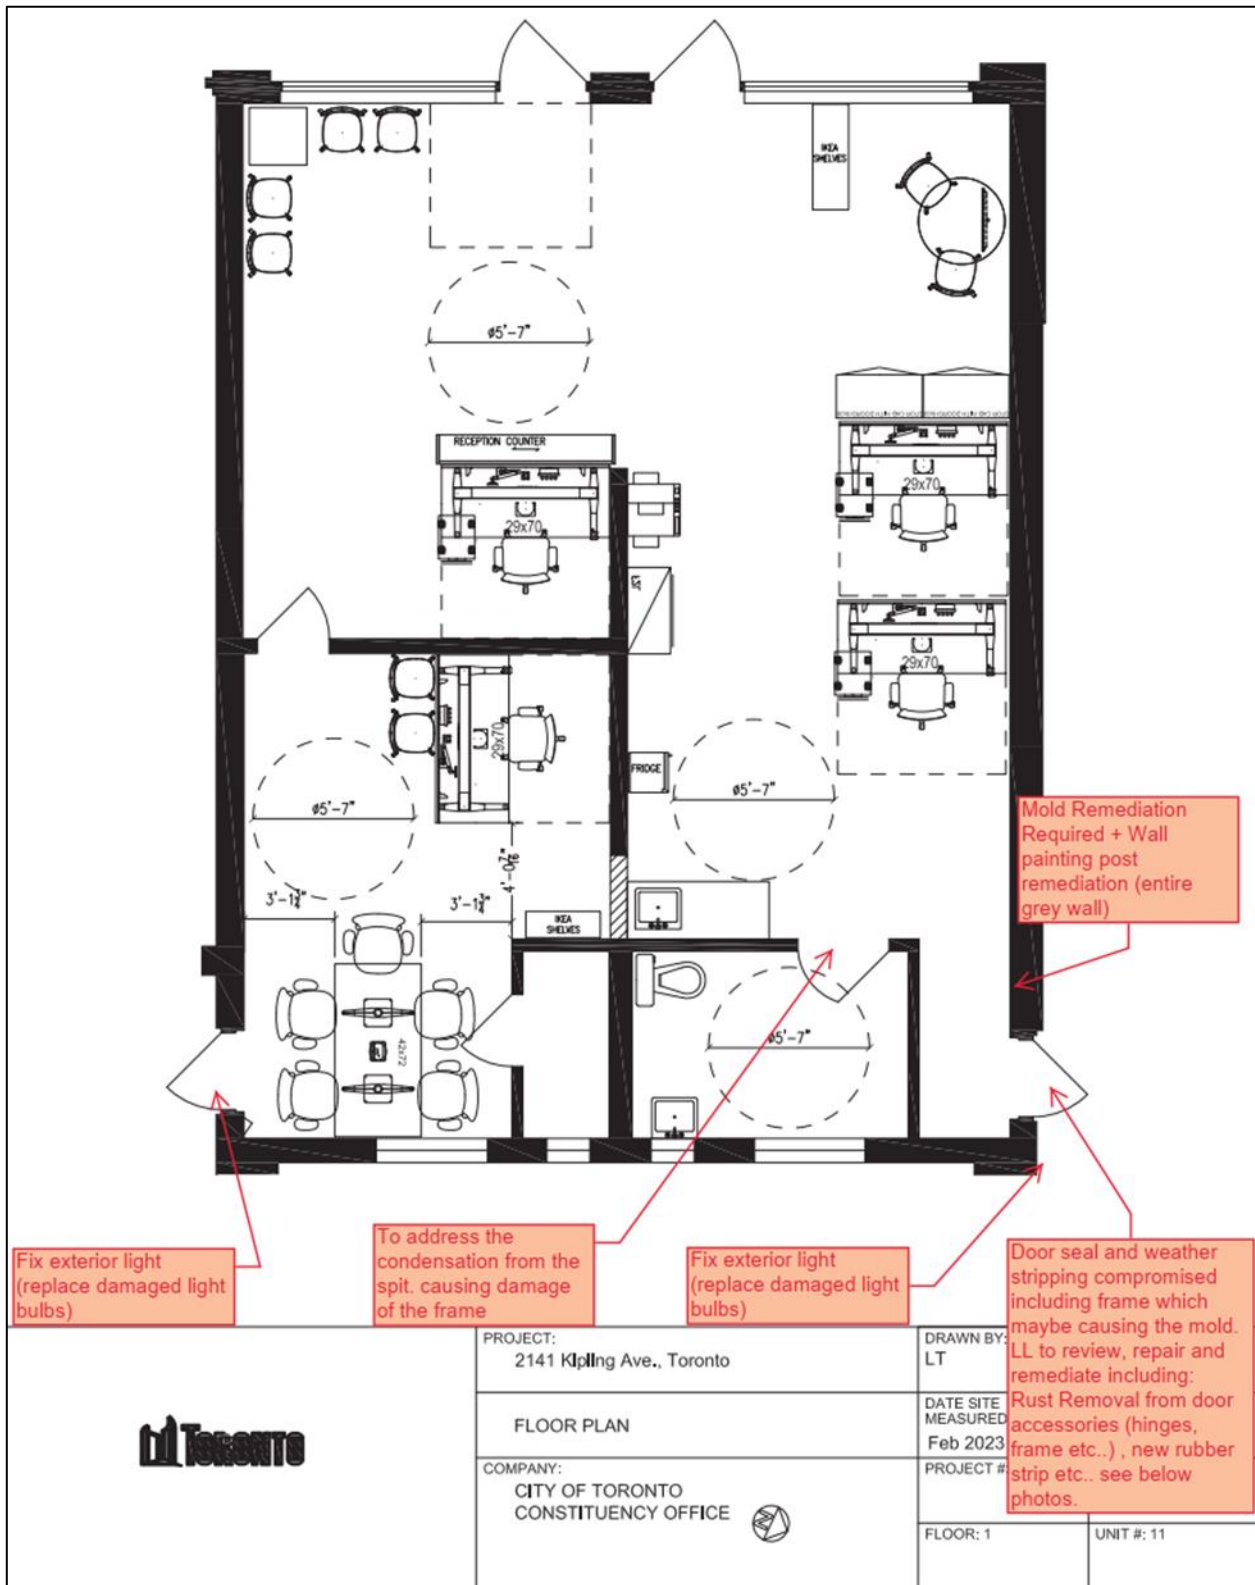 IKEA
SHELVES
ø5'-7"
RECEPTION COUNTER
29x70
29x70
29x70
29x70
FRIDGE
ø5'-7"
ø5'-7"
3'-1¾"
3'-1¾"
IKEA
SHELVES
42x72
ø5'-7"
Mold Remediation
Required + Wall
painting post
remediation (entire
grey wall)
Fix exterior light
(replace damaged light
bulbs)
To address the
condensation from the
spit. causing damage
of the frame
Fix exterior light
(replace damaged light
bulbs)
Door seal and weather
stripping compromised
including frame which
maybe causing the mold.
LL to review, repair and
remediate including:
Rust Removal from door
accessories (hinges,
frame etc..) , new rubber
strip etc.. see below
photos.
TORONTO
PROJECT:
2141 Kipling Ave., Toronto
FLOOR PLAN
COMPANY:
CITY OF TORONTO
CONSTITUENCY OFFICE
DRAWN BY:
LT
DATE SITE
MEASURED
Feb 2023
PROJECT #
FLOOR: 1
UNIT #: 11